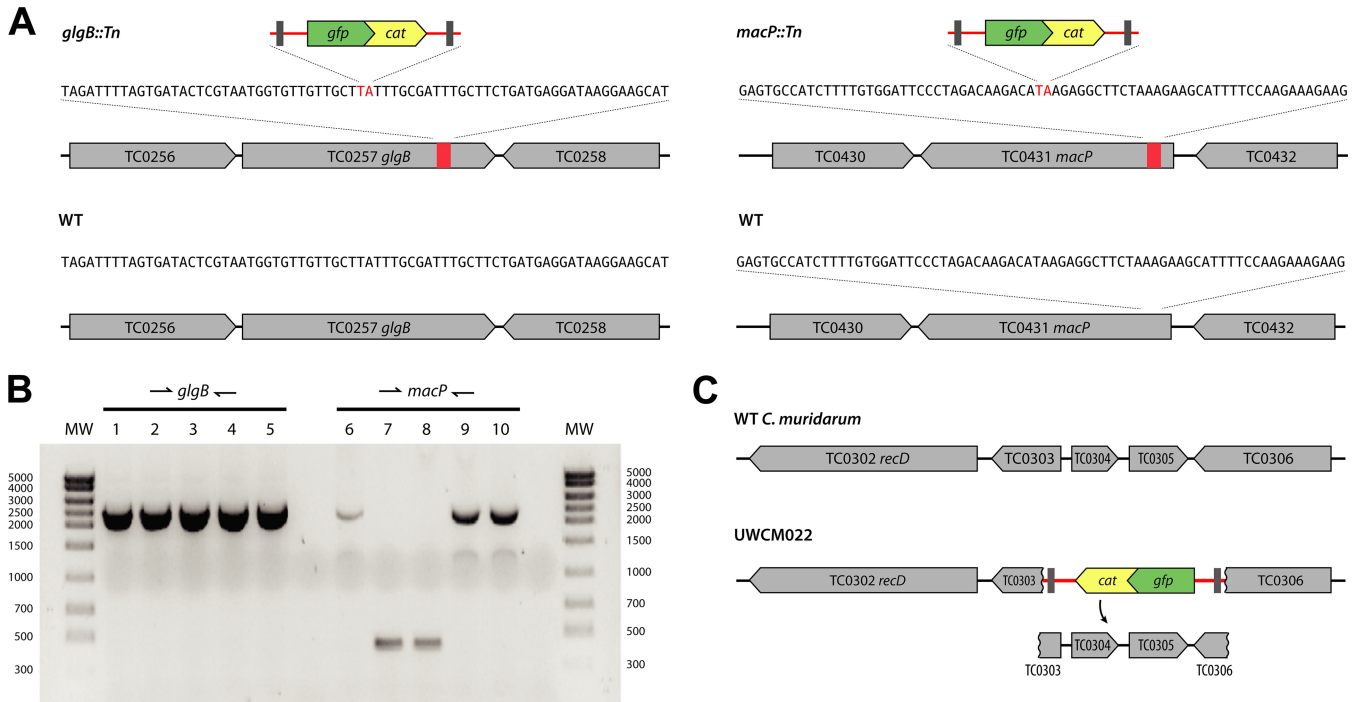 A
glgB::Tn
gfp cat
TAGATTTTAGTGATACTCGTAATGGTGTTGTTGCTTATTTGCGATTTGCTTCTGATGAGGATAAGGAAGCAT
TC0256 TC0257 glgB TC0258
WT
TAGATTTTAGTGATACTCGTAATGGTGTTGTTGCTTATTTGCGATTTGCTTCTGATGAGGATAAGGAAGCAT
TC0256 TC0257 glgB TC0258
macP::Tn
gfp cat
GAGTGCCATCTTTTGTGGATTCCCTAGACAAGACATAAGAGGCTTCTAAAGAAGCATTTTCCAAGAAAGAAG
TC0430 TC0431 macP TC0432
WT
GAGTGCCATCTTTTGTGGATTCCCTAGACAAGACATAAGAGGCTTCTAAAGAAGCATTTTCCAAGAAAGAAG
TC0430 TC0431 macP TC0432
B
glgB macP
MW 1 2 3 4 5 6 7 8 9 10 MW
5000 5000
4000 4000
3000 3000
2500 2500
2000 2000
1500 1500
1000 1000
700 700
500 500
300 300
C
WT C. muridarum
TC0302 recD TC0303 TC0304 TC0305 TC0306
UWCM022
TC0302 recD TC0303 cat gfp TC0306
TC0304 TC0305
TC0303 TC0306